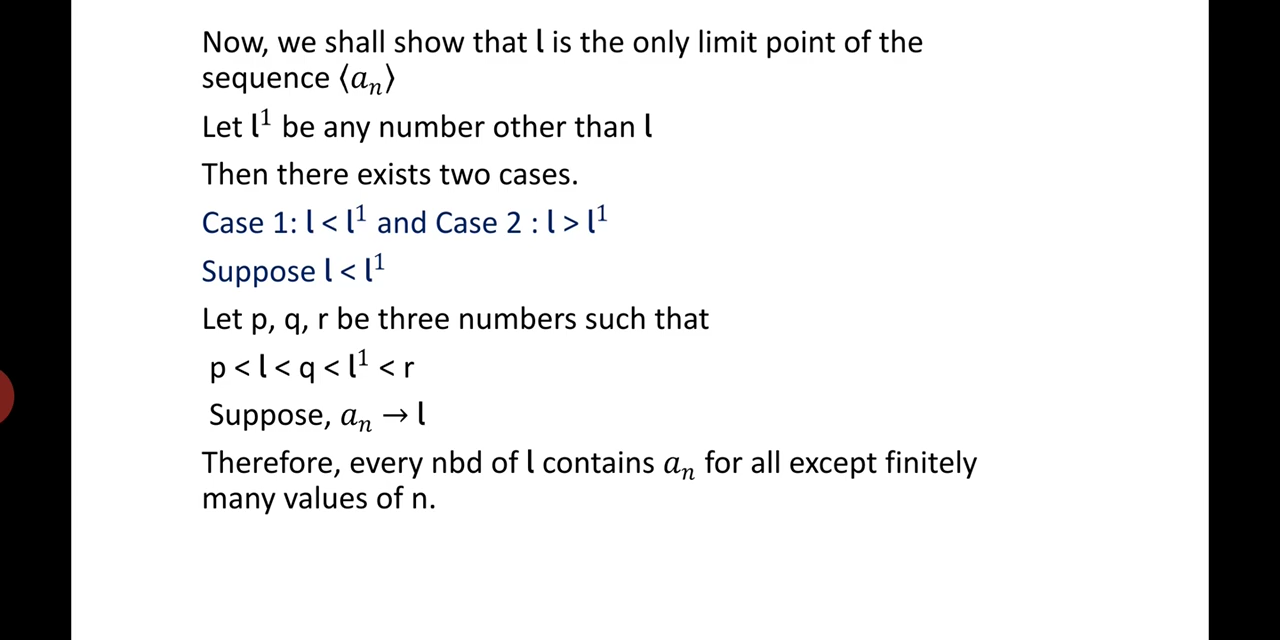 Now, we shall show that l is the only limit point of the
sequence ⟨aₙ⟩
Let l¹ be any number other than l
Then there exists two cases.
Case 1: l < l¹ and Case 2 : l > l¹
Suppose l < l¹
Let p, q, r be three numbers such that
p < l < q < l¹ < r
Suppose, aₙ → l
Therefore, every nbd of l contains aₙ for all except finitely
many values of n.